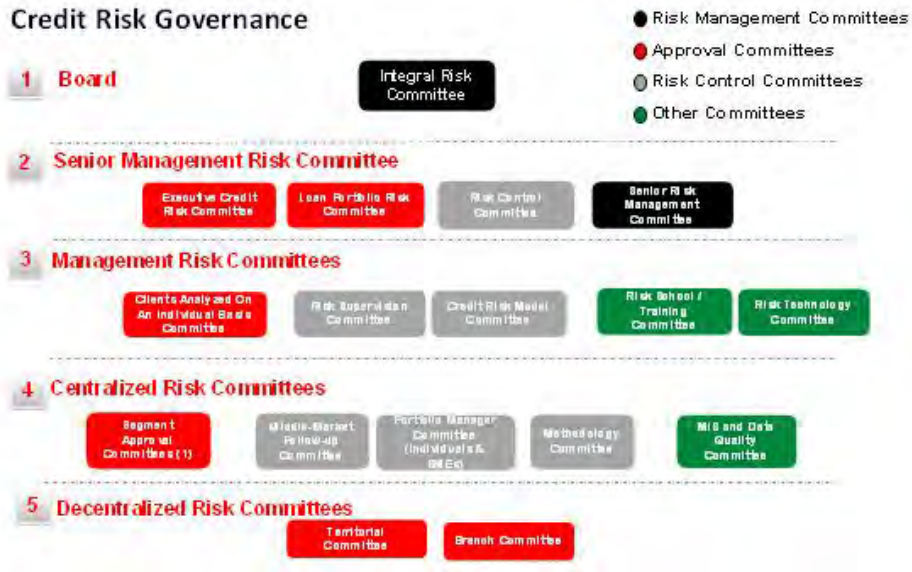 Credit Risk Governance
Risk Management Committees
Approval Committees
Risk Control Committees
Other Committees
1 Board
Integral Risk
Committee
2 Senior Management Risk Committee
Executive Credit
Risk Committee
Loan Portfolio Risk
Committee
Risk Control
Committee
Senior Risk
Management
Committee
3 Management Risk Committees
Clients Analyzed On
An Individual Basis
Committee
Risk Supervision
Committee
Credit Risk Model
Committee
Risk School /
Training
Committee
Risk Technology
Committee
4 Centralized Risk Committees
Segment
Approval
Committees (1)
Middle-Market
Follow-up
Committee
Portfolio Manager
Committee
(Individuals &
SMEs)
Methodology
Committee
MIS and Data
Quality
Committee
5 Decentralized Risk Committees
Territorial
Committee
Branch Committee